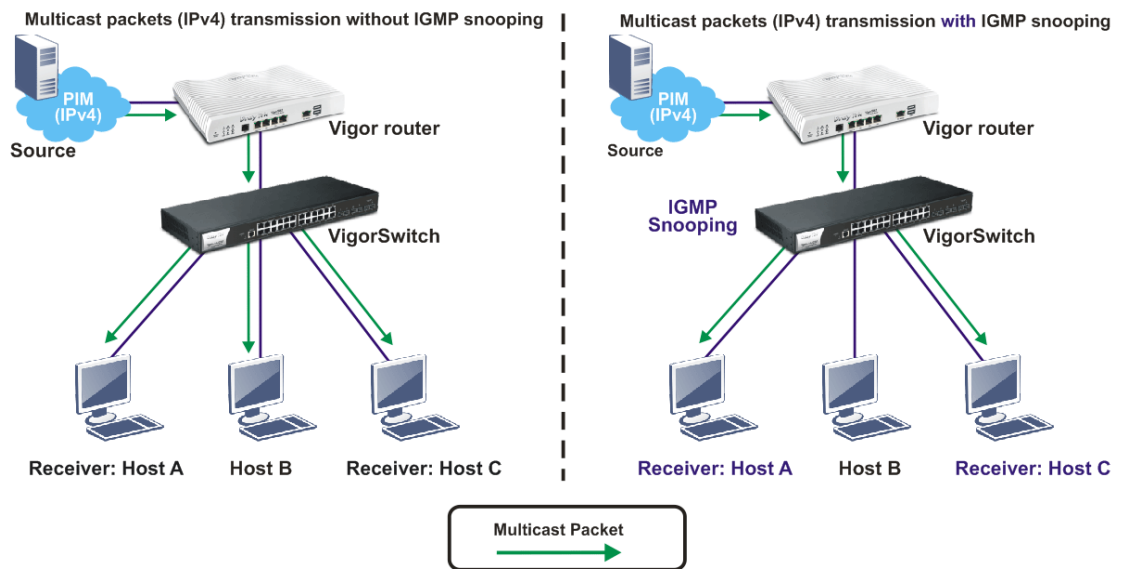 Multicast packets (IPv4) transmission without IGMP snooping
PIM
(IPv4)
Source
Vigor router
VigorSwitch
Receiver: Host A
Host B
Receiver: Host C
Multicast packets (IPv4) transmission with IGMP snooping
PIM
(IPv4)
Source
Vigor router
IGMP
Snooping
VigorSwitch
Receiver: Host A
Host B
Receiver: Host C
Multicast Packet